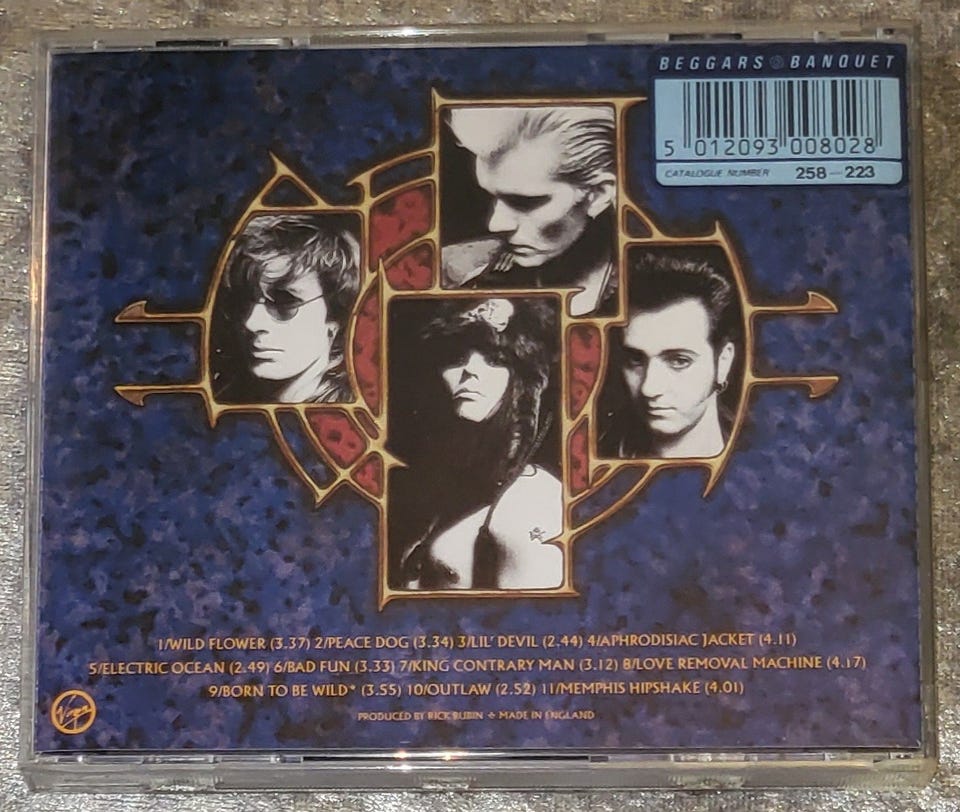 BEGGARS BANQUET
5 012093 008028
CATALOGUE NUMBER 258—223
1/WILD FLOWER (3.37) 2/PEACE DOG (3.34) 3/LIL' DEVIL (2.44) 4/APHRODISIAC JACKET (4.11)
5/ELECTRIC OCEAN (2.49) 6/BAD FUN (3.33) 7/KING CONTRARY MAN (3.12) 8/LOVE REMOVAL MACHINE (4.17)
9/BORN TO BE WILD* (3.55) 10/OUTLAW (2.52) 11/MEMPHIS HIPSHAKE (4.01)
Virgin
PRODUCED BY RICK RUBIN ✧ MADE IN ENGLAND